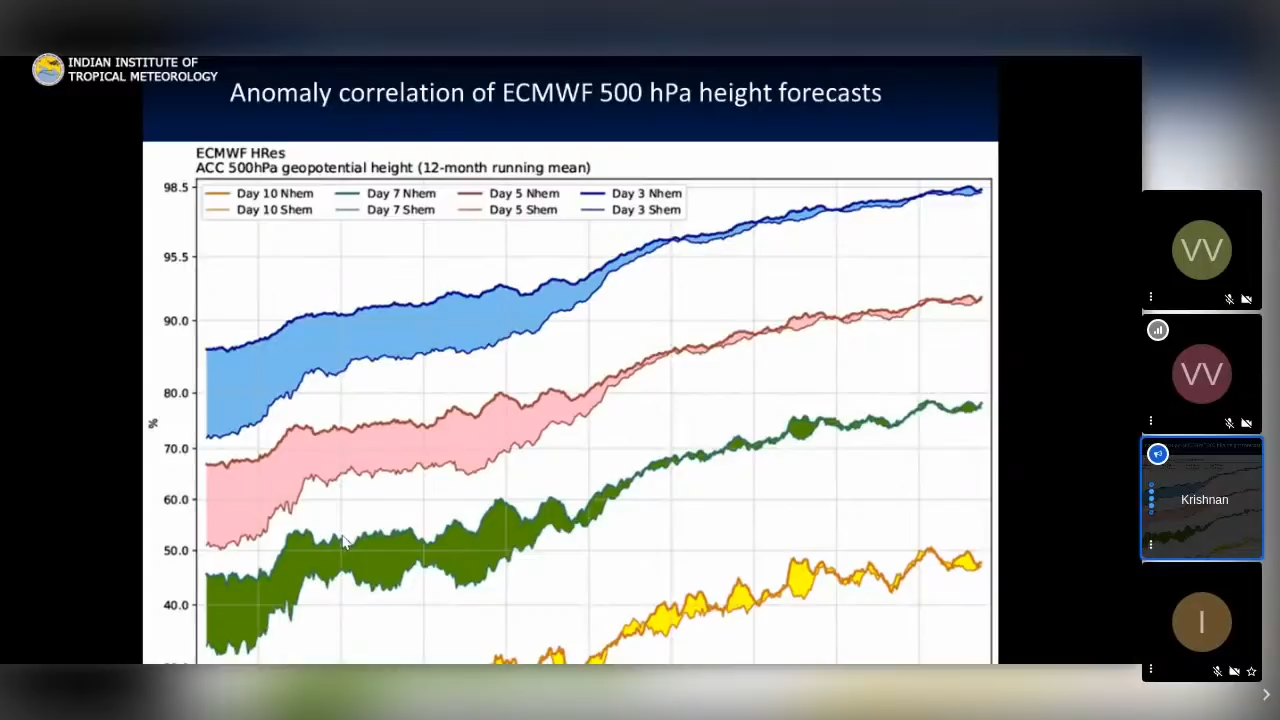 INDIAN INSTITUTE OF
TROPICAL METEOROLOGY
Anomaly correlation of ECMWF 500 hPa height forecasts
ECMWF HRes
ACC 500hPa geopotential height (12-month running mean)
Day 10 Nhem Day 7 Nhem Day 5 Nhem Day 3 Nhem
Day 10 Shem Day 7 Shem Day 5 Shem Day 3 Shem
98.5
95.5
90.0
80.0
70.0
60.0
50.0
40.0
%
VV
VV
Krishnan
I